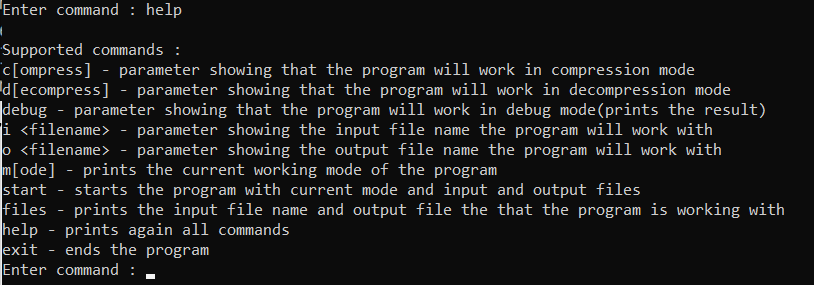 Enter command : help
Supported commands :
c[ompress] - parameter showing that the program will work in compression mode
d[ecompress] - parameter showing that the program will work in decompression mode
debug - parameter showing that the program will work in debug mode(prints the result)
i <filename> - parameter showing the input file name the program will work with
o <filename> - parameter showing the output file name the program will work with
m[ode] - prints the current working mode of the program
start - starts the program with current mode and input and output files
files - prints the input file name and output file the that the program is working with
help - prints again all commands
exit - ends the program
Enter command :